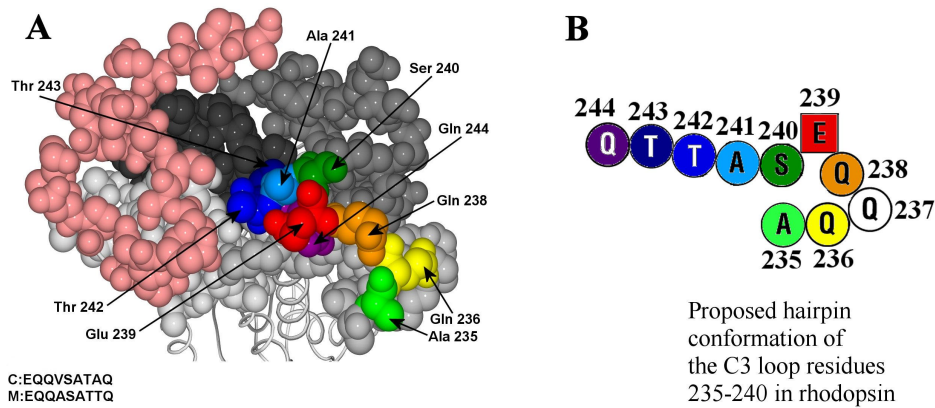 A
Ala 241
Thr 243
Ser 240
Gln 244
Gln 238
Thr 242
Glu 239
Gln 236
Ala 235
C:EQQVSATAQ
M:EQQASATTQ
B
239
244 243 242 241 240
Q T T A S E
Q 238
Q 237
A Q
235 236
Proposed hairpin
conformation of
the C3 loop residues
235-240 in rhodopsin